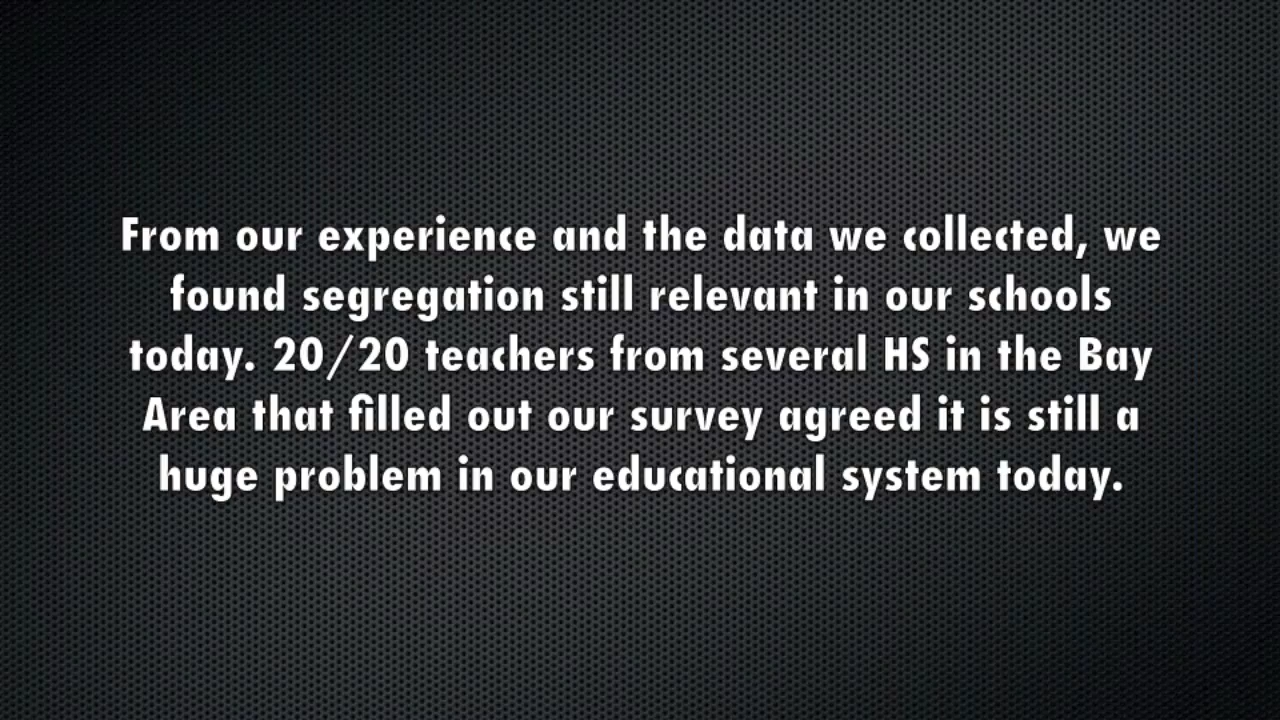 From our experience and the data we collected, we
found segregation still relevant in our schools
today. 20/20 teachers from several HS in the Bay
Area that filled out our survey agreed it is still a
huge problem in our educational system today.